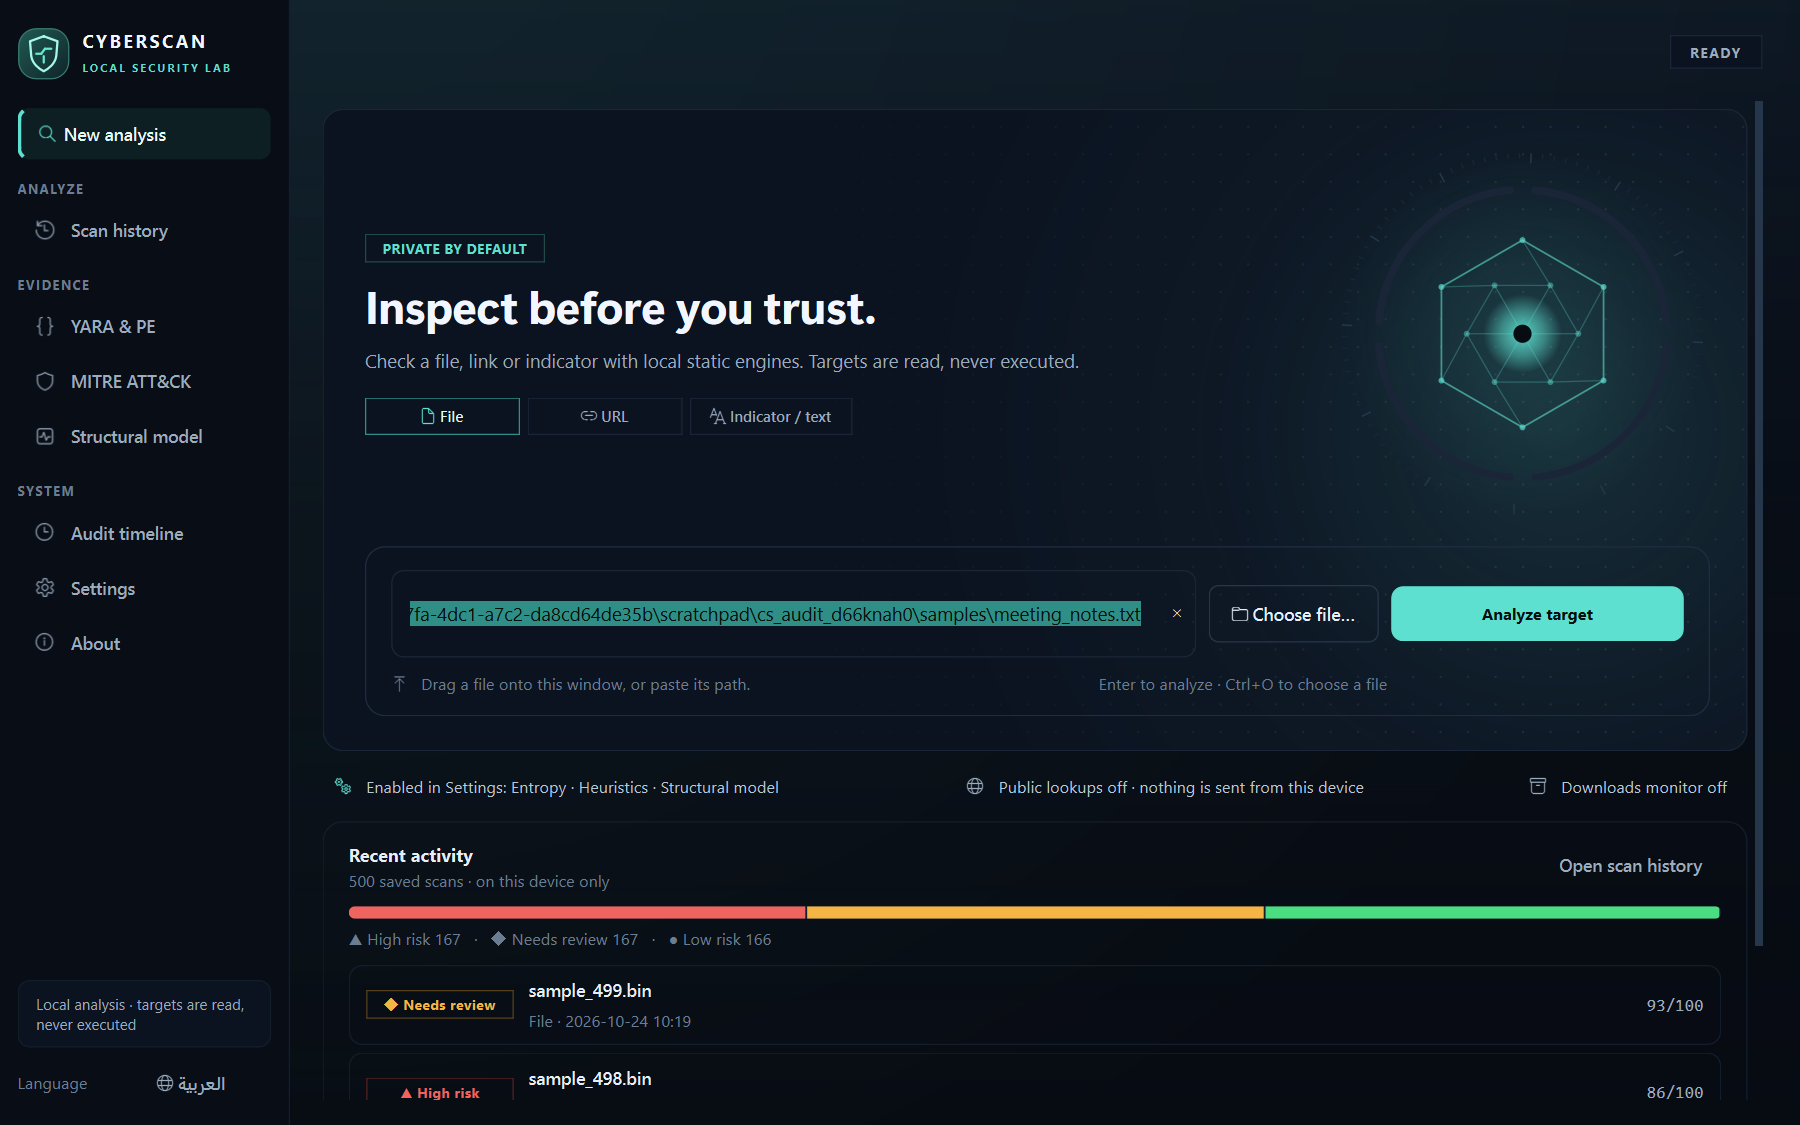 CYBERSCAN
LOCAL SECURITY LAB
READY
New analysis
ANALYZE
Scan history
EVIDENCE
YARA & PE
MITRE ATT&CK
Structural model
SYSTEM
Audit timeline
Settings
About
PRIVATE BY DEFAULT
Inspect before you trust.
Check a file, link or indicator with local static engines. Targets are read, never executed.
File
URL
Indicator / text
7fa-4dc1-a7c2-da8cd64de35b\scratchpad\cs_audit_d66knah0\samples\meeting_notes.txt
Choose file...
Analyze target
Drag a file onto this window, or paste its path.
Enter to analyze · Ctrl+O to choose a file
Enabled in Settings: Entropy · Heuristics · Structural model
Public lookups off · nothing is sent from this device
Downloads monitor off
Recent activity
500 saved scans · on this device only
Open scan history
▲ High risk 167 · ◆ Needs review 167 · ● Low risk 166
◆ Needs review
sample_499.bin
File · 2026-10-24 10:19
93/100
▲ High risk
sample_498.bin
86/100
Local analysis · targets are read,
never executed
Language
العربية